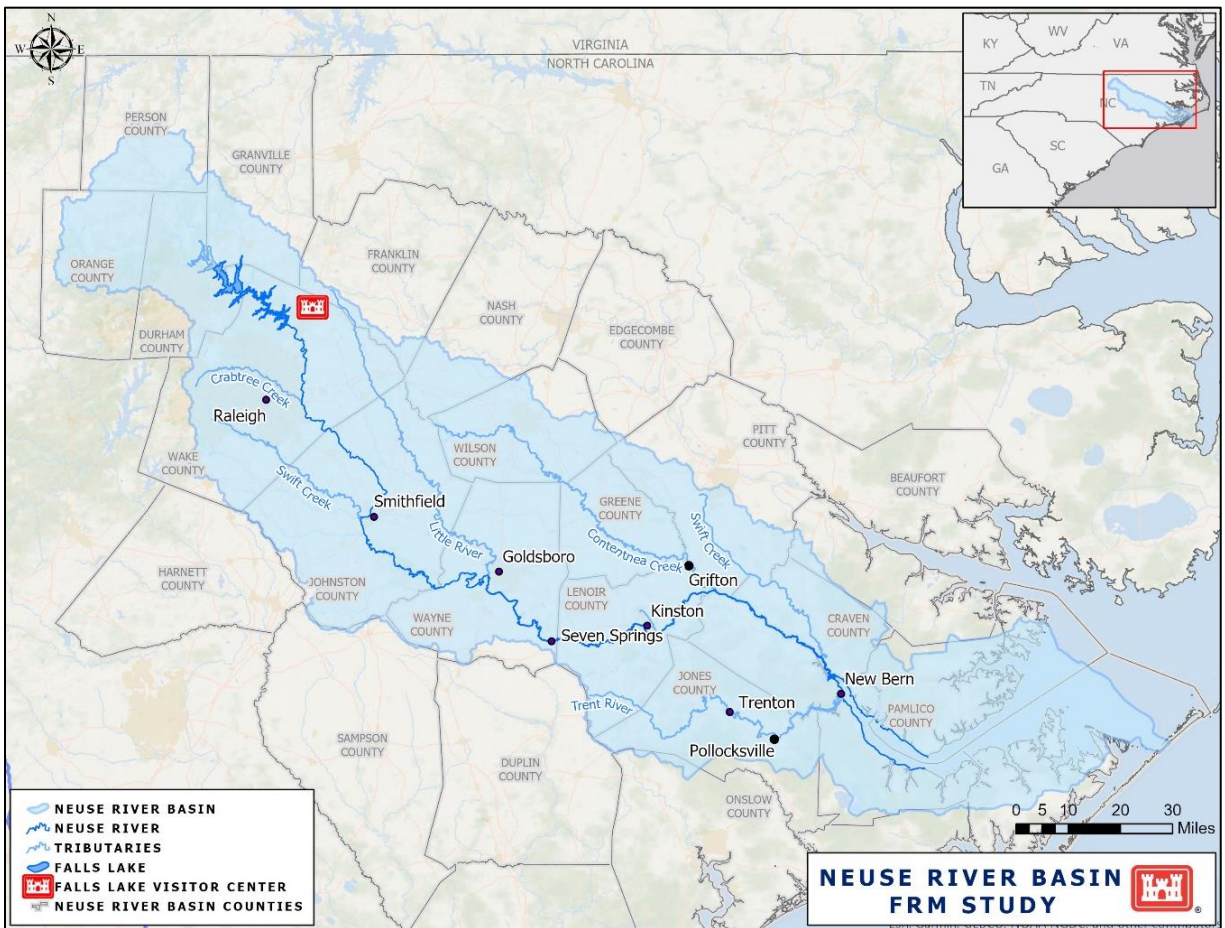 N
W E
S
VIRGINIA
NORTH CAROLINA
KY
WV
VA
TN
NC
SC
GA
PERSON
COUNTY
GRANVILLE
COUNTY
FRANKLIN
COUNTY
NASH
COUNTY
EDGECOMBE
COUNTY
ORANGE
COUNTY
DURHAM
COUNTY
Crabtree Creek
Raleigh
WAKE
COUNTY
Swift Creek
Smithfield
WILSON
COUNTY
PITT
COUNTY
BEAUFORT
COUNTY
GREENE
COUNTY
Swift Creek
Little River
Contentnea Creek
Goldsboro
Grifton
HARNETT
COUNTY
JOHNSTON
COUNTY
LENOIR
COUNTY
Kinston
WAYNE
COUNTY
Seven Springs
CRAVEN
COUNTY
JONES
COUNTY
New Bern
Trent River
Trenton
PAMLICO
COUNTY
Pollocksville
SAMPSON
COUNTY
DUPLIN
COUNTY
ONSLOW
COUNTY
0 5 10 20 30
Miles
NEUSE RIVER BASIN
NEUSE RIVER
TRIBUTARIES
FALLS LAKE
FALLS LAKE VISITOR CENTER
NEUSE RIVER BASIN COUNTIES
NEUSE RIVER BASIN
FRM STUDY
®